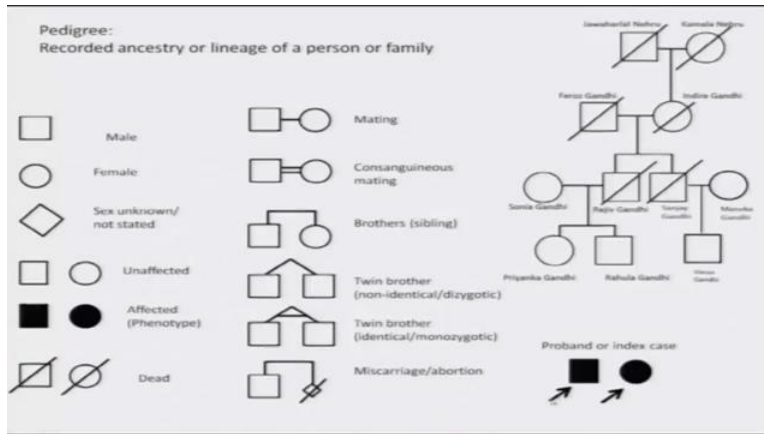 Pedigree:
Recorded ancestry or lineage of a person or family
Jawaharlal Nehru
Kamala Nehru
Feroz Gandhi
Indira Gandhi
Sonia Gandhi
Rajiv Gandhi
Sanjay
Gandhi
Maneka
Gandhi
Priyanka Gandhi
Rahula Gandhi
Gandhi
Male
Female
Sex unknown/
not stated
Unaffected
Affected
(Phenotype)
Dead
Mating
Consanguineous
mating
Brothers (sibling)
Twin brother
(non-identical/dizygotic)
Twin brother
(identical/monozygotic)
Miscarriage/abortion
Proband or index case